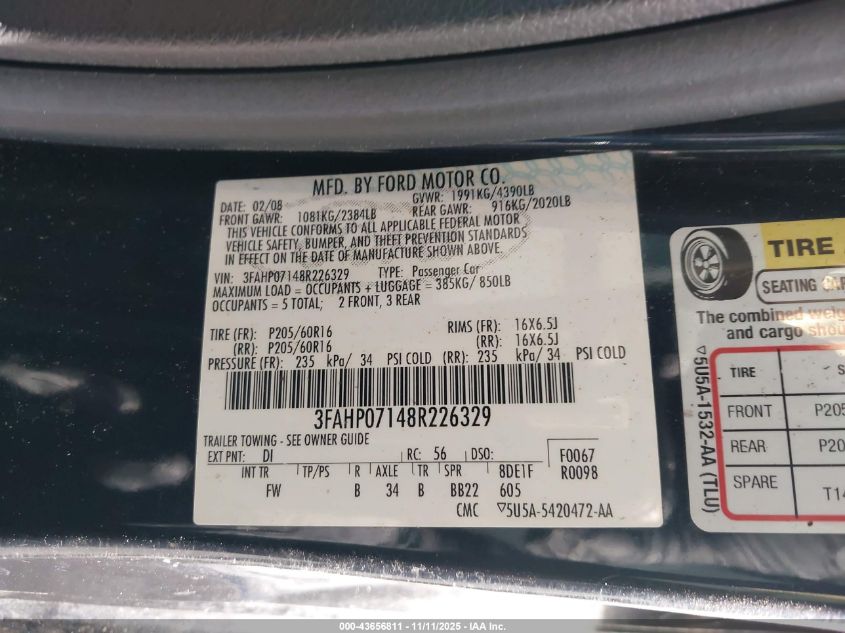 MFD. BY FORD MOTOR CO.
DATE: 02/08 GVWR: 1991KG/4390LB
FRONT GAWR: 1081KG/2384LB REAR GAWR: 916KG/2020LB
THIS VEHICLE CONFORMS TO ALL APPLICABLE FEDERAL MOTOR
VEHICLE SAFETY, BUMPER, AND THEFT PREVENTION STANDARDS
IN EFFECT ON THE DATE OF MANUFACTURE SHOWN ABOVE.
VIN: 3FAHP07148R226329 TYPE: Passenger Car
MAXIMUM LOAD = OCCUPANTS + LUGGAGE = 385KG/ 850LB
OCCUPANTS = 5 TOTAL; 2 FRONT, 3 REAR
TIRE (FR): P205/60R16 RIMS (FR): 16X6.5J
(RR): P205/60R16 (RR): 16X6.5J
PRESSURE (FR): 235 kPa/ 34 PSI COLD (RR): 235 kPa/ 34 PSI COLD
3FAHP07148R226329
TRAILER TOWING - SEE OWNER GUIDE
EXT PNT: DI RC: 56 DSO: F0067
INT TR TP/PS R AXLE TR SPR 8DE1F R0098
FW B 34 B BB22 605
CMC ▽5U5A-5420472-AA
TIRE
SEATING
The combined
and cargo
▽5U5A-1532-AA (TLU)
TIRE
FRONT P205
REAR P20
SPARE T14
000-43656811 - 11/11/2025 - IAA Inc.